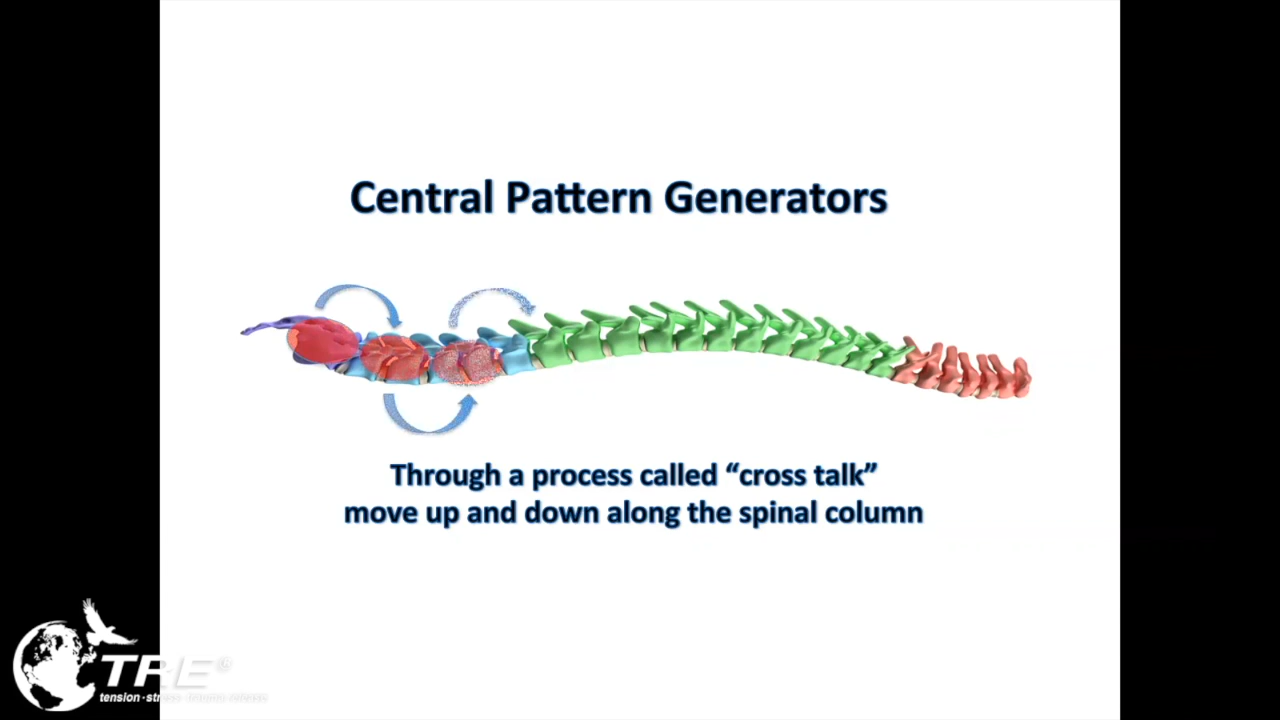 Central Pattern Generators
Through a process called “cross talk”
move up and down along the spinal column
TRE®
tension·stress·trauma release